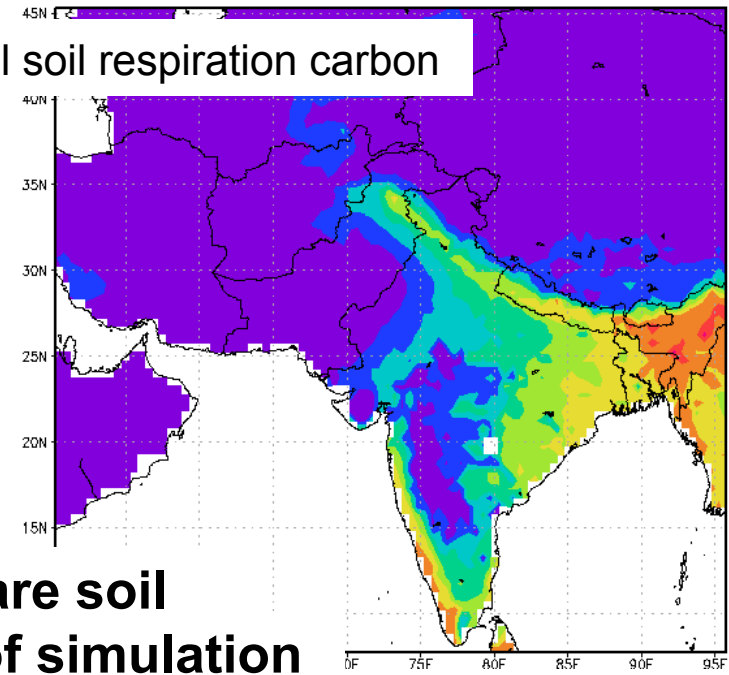 45N
l soil respiration carbon
40N
35N
30N
25N
20N
15N
are soil
of simulation
75E 80E 85E 90E 95E